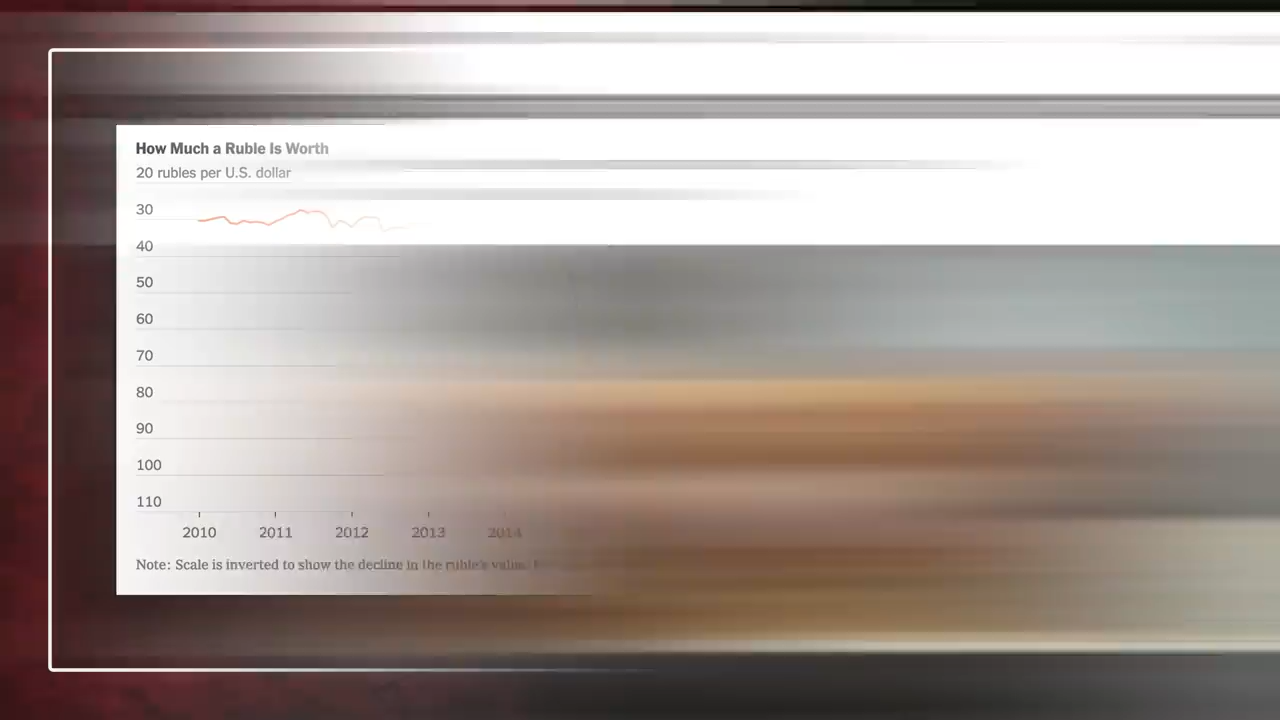 How Much a Ruble Is Worth
20 rubles per U.S. dollar
30
40
50
60
70
80
90
100
110
2010 2011 2012 2013 2014
Note: Scale is inverted to show the decline in the ruble's value.